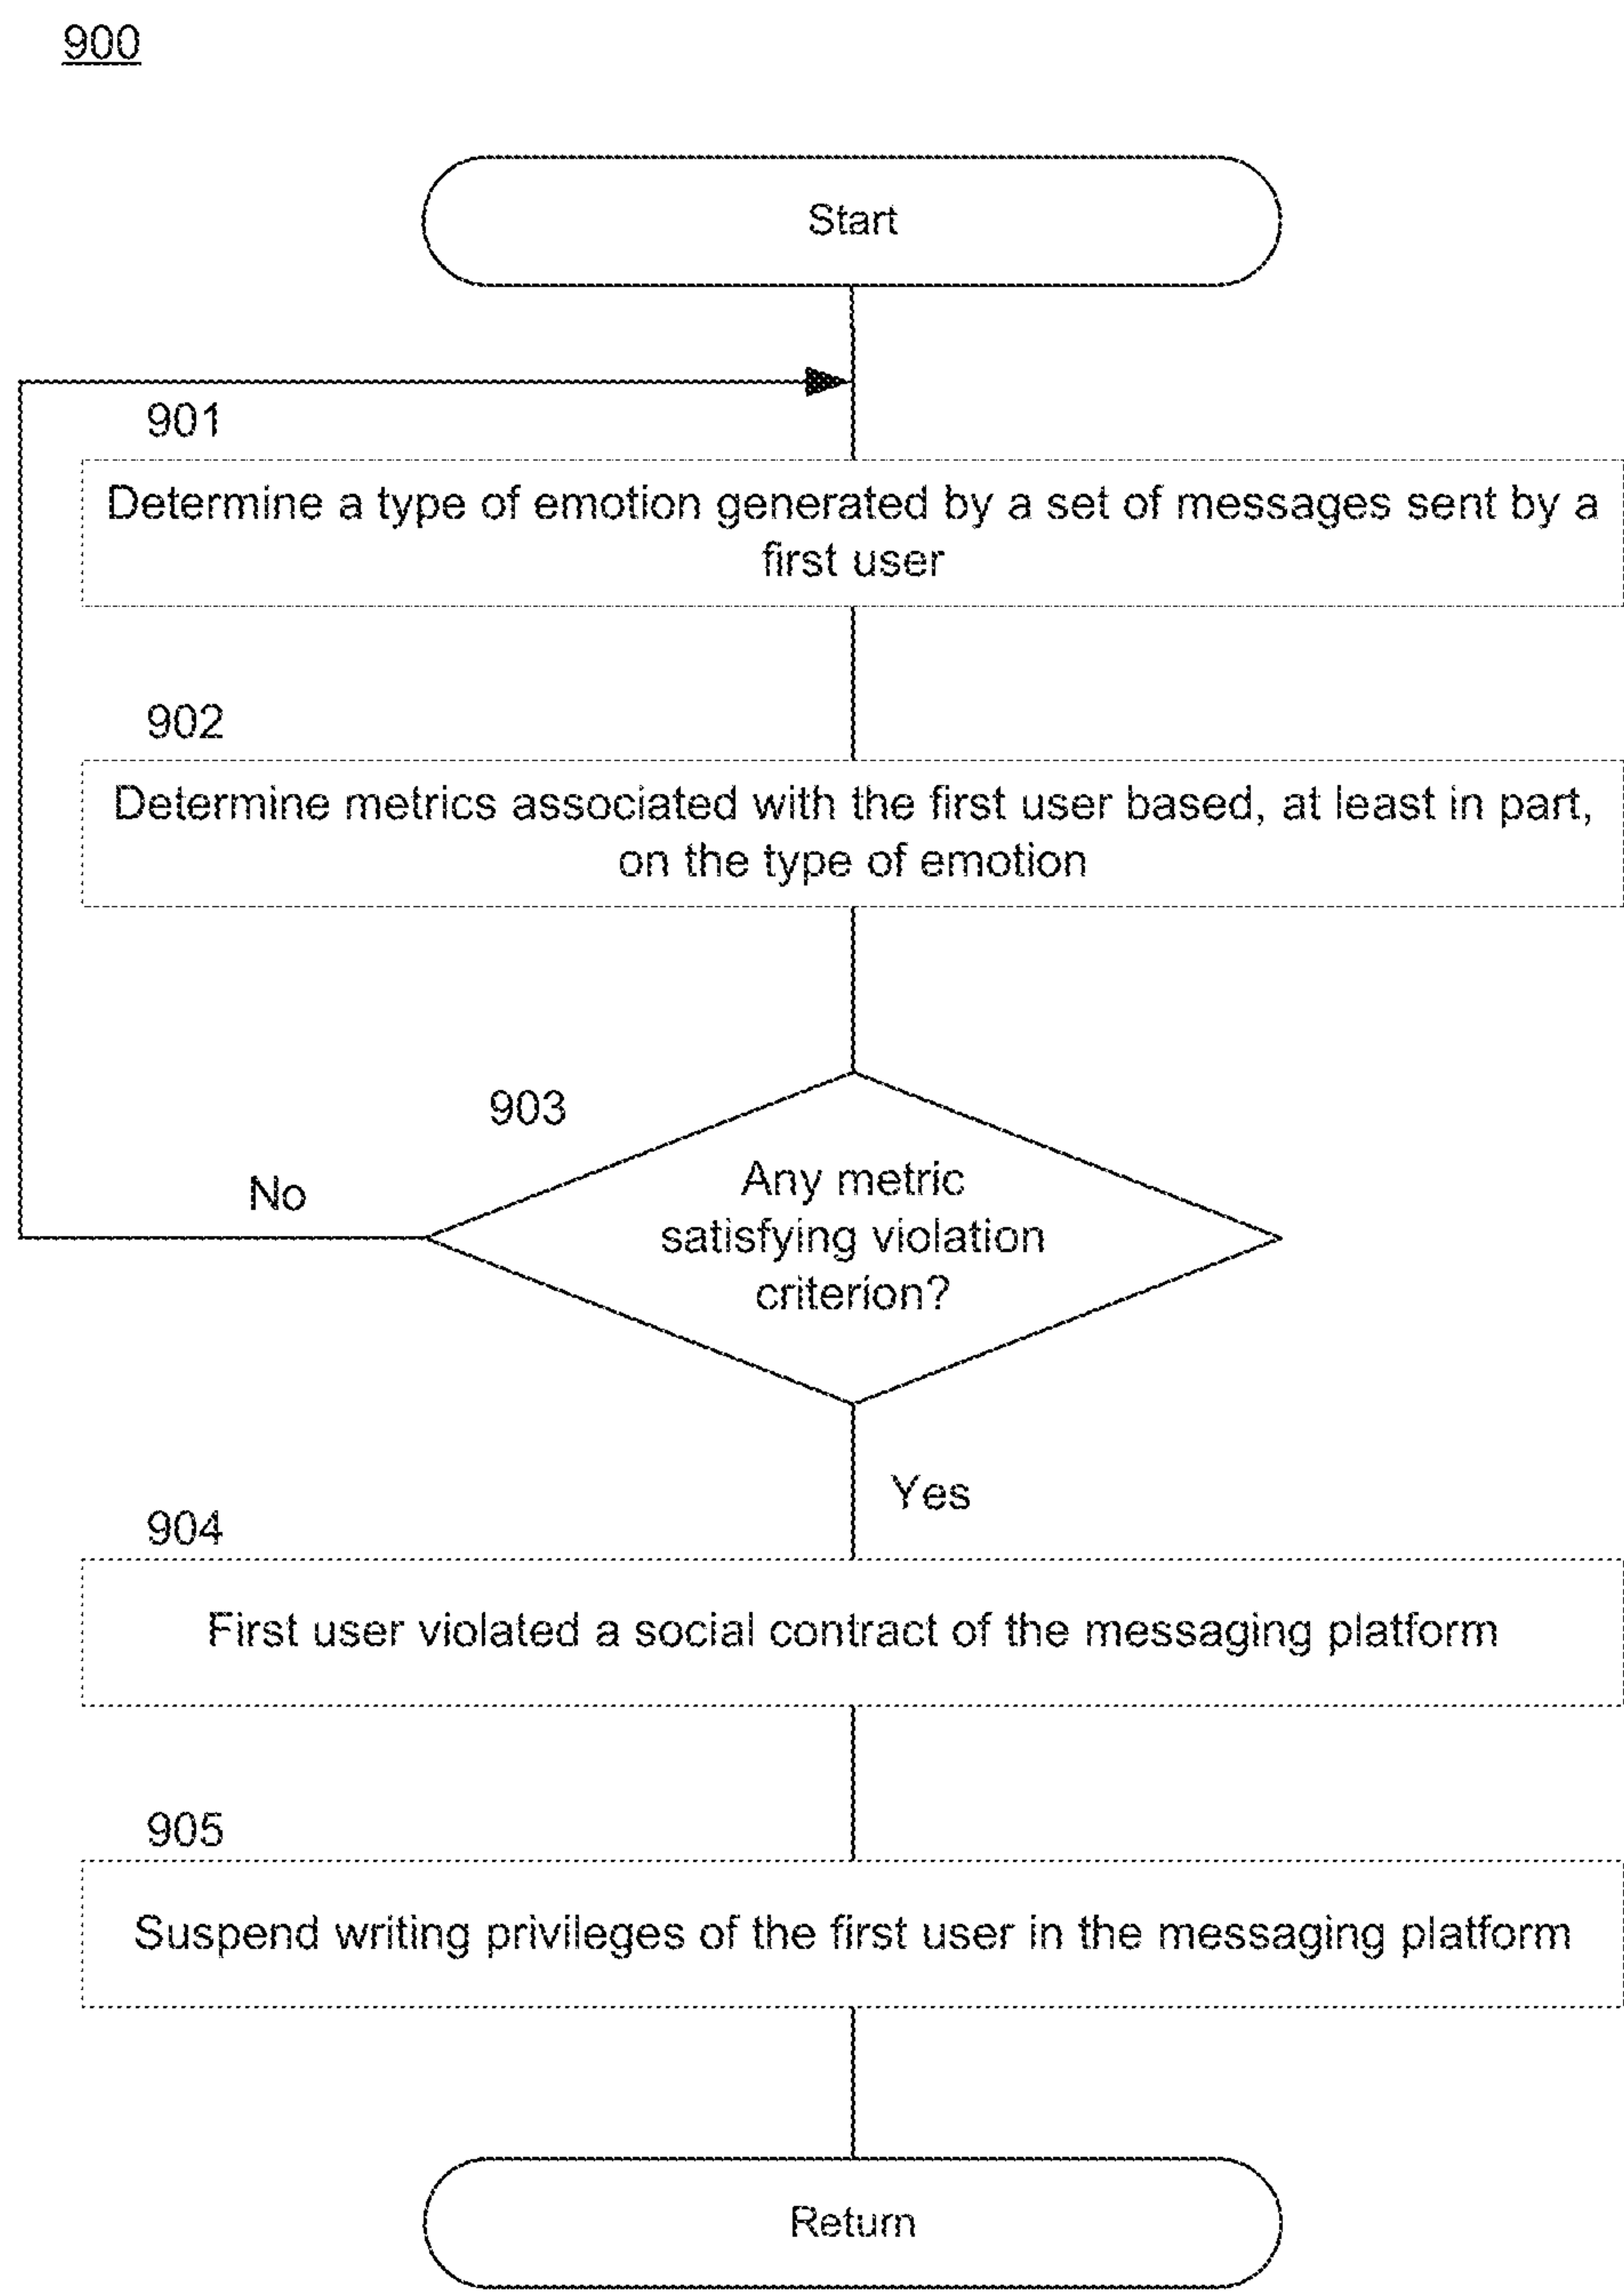 900
Start
901
Determine a type of emotion generated by a set of messages sent by a
first user
902
Determine metrics associated with the first user based, at least in part,
on the type of emotion
903
Any metric
satisfying violation
criterion?
No
Yes
904
First user violated a social contract of the messaging platform
905
Suspend writing privileges of the first user in the messaging platform
Return